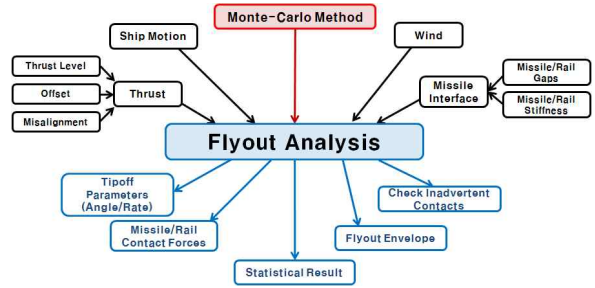 Monte-Carlo Method
Ship Motion
Wind
Thrust Level
Offset
Misalignment
Thrust
Missile
Interface
Missile/Rail
Gaps
Missile/Rail
Stiffness
Flyout Analysis
Tipoff
Parameters
(Angle/Rate)
Missile/Rail
Contact Forces
Statistical Result
Flyout Envelope
Check Inadvertent
Contacts